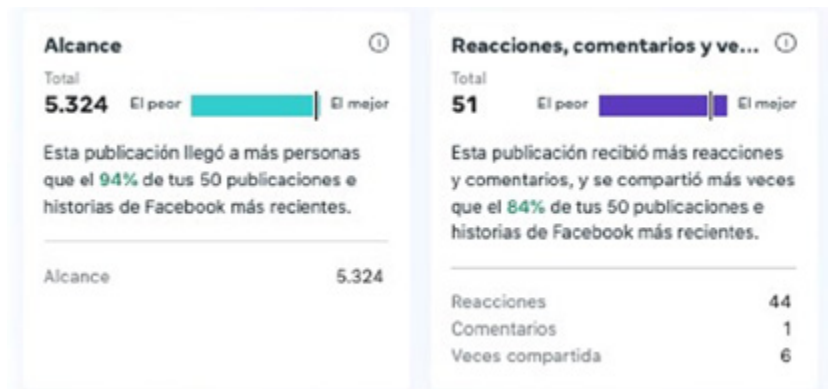 Alcance
Total
5.324 El peor El mejor
Esta publicación llegó a más personas
que el 94% de tus 50 publicaciones e
historias de Facebook más recientes.
Alcance 5.324
Reacciones, comentarios y ve...
Total
51 El peor El mejor
Esta publicación recibió más reacciones
y comentarios, y se compartió más veces
que el 84% de tus 50 publicaciones e
historias de Facebook más recientes.
Reacciones 44
Comentarios 1
Veces compartida 6